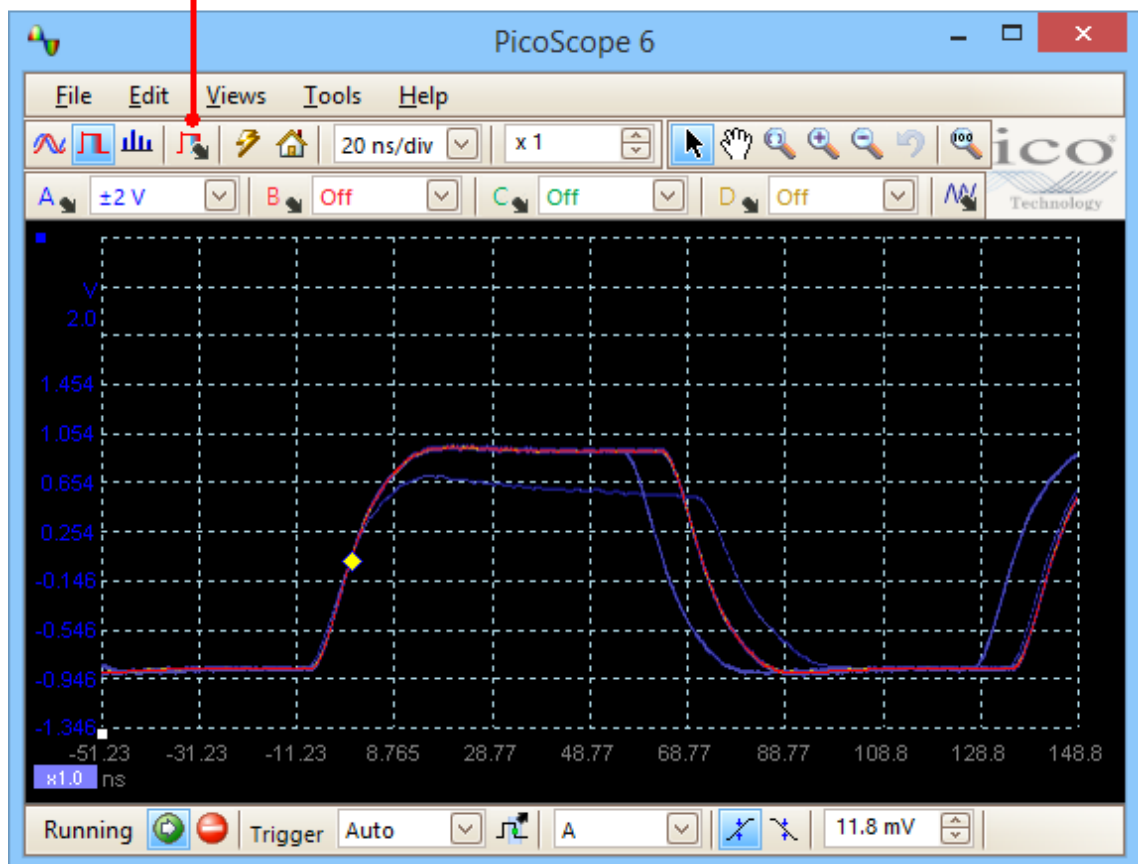 PicoScope 6
File Edit Views Tools Help
20 ns/div x 1 100 ico
A ±2 V B Off C Off D Off Technology
V
2.0
1.454
1.054
0.654
0.254
-0.146
-0.546
-0.946
-1.346
-51.23 -31.23 -11.23 8.765 28.77 48.77 68.77 88.77 108.8 128.8 148.8
x1.0 ns
Running Trigger Auto A 11.8 mV